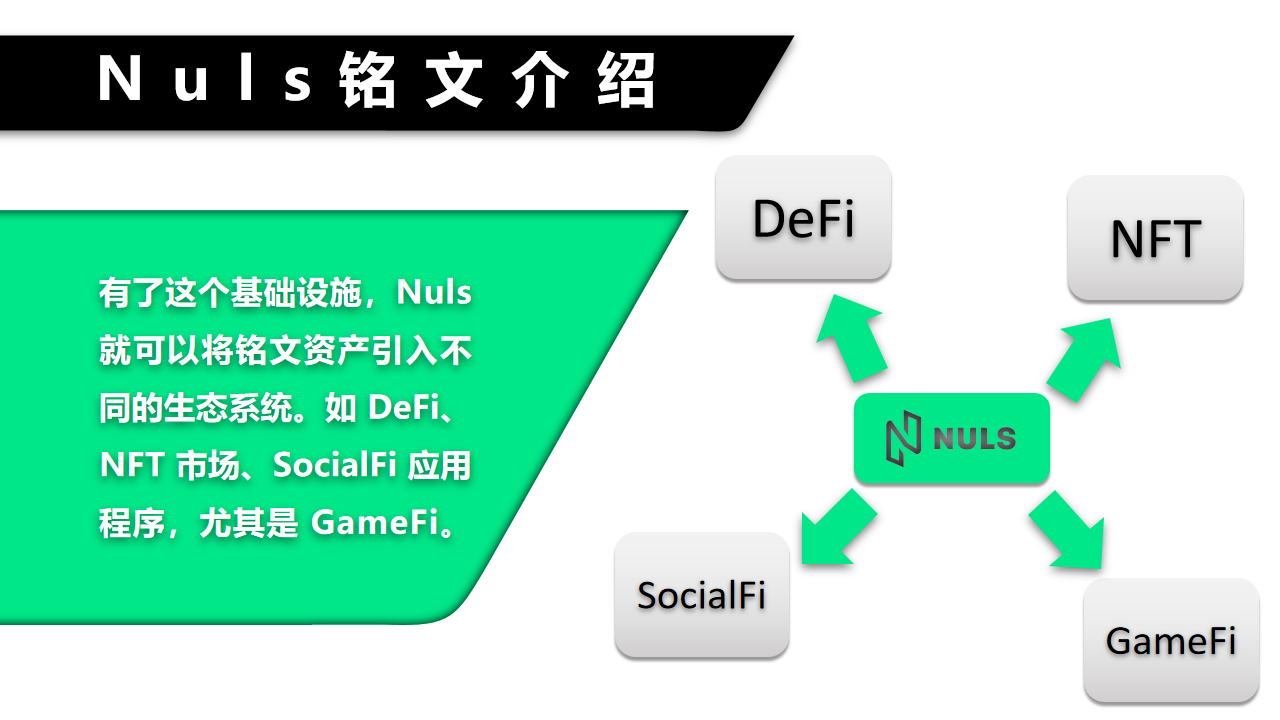 Nuls铭文介绍
有了这个基础设施，Nuls
就可以将铭文资产引入不
同的生态系统。如 DeFi、
NFT 市场、SocialFi 应用
程序，尤其是 GameFi。
DeFi
NFT
NULS
SocialFi
GameFi